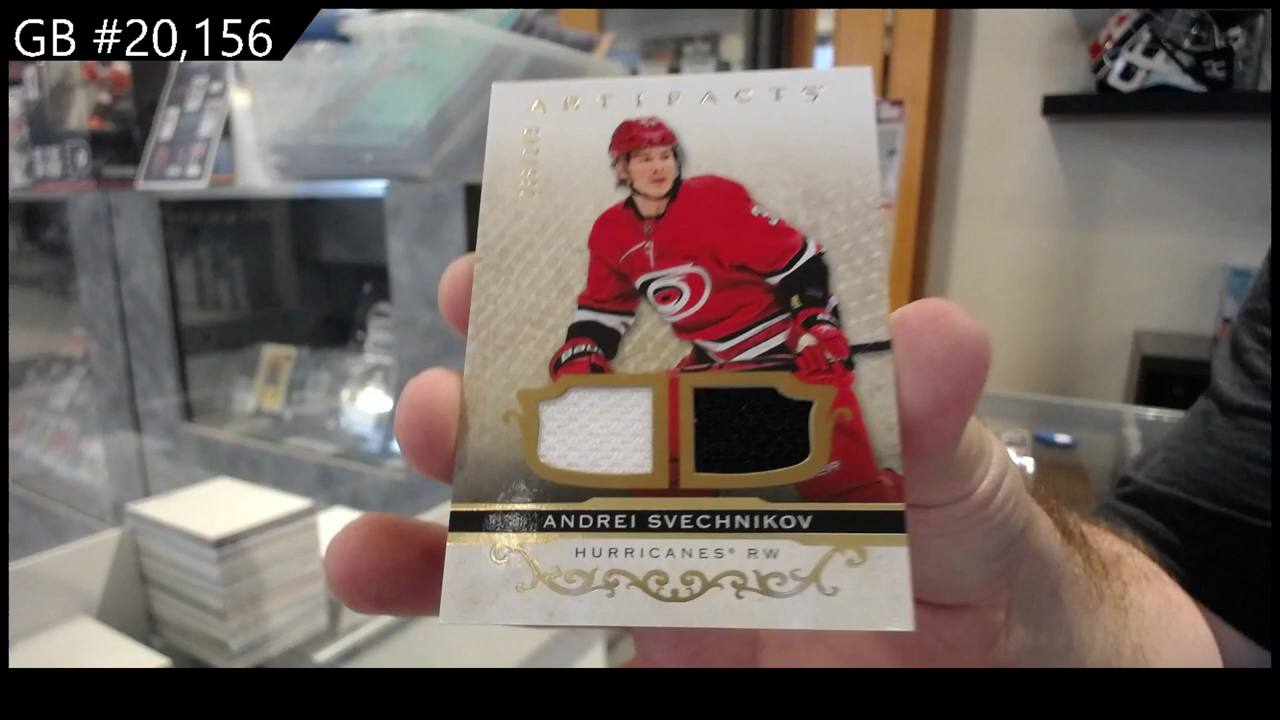 GB #20,156
ARTIFACTS
ANDREI SVECHNIKOV
HURRICANES® RW